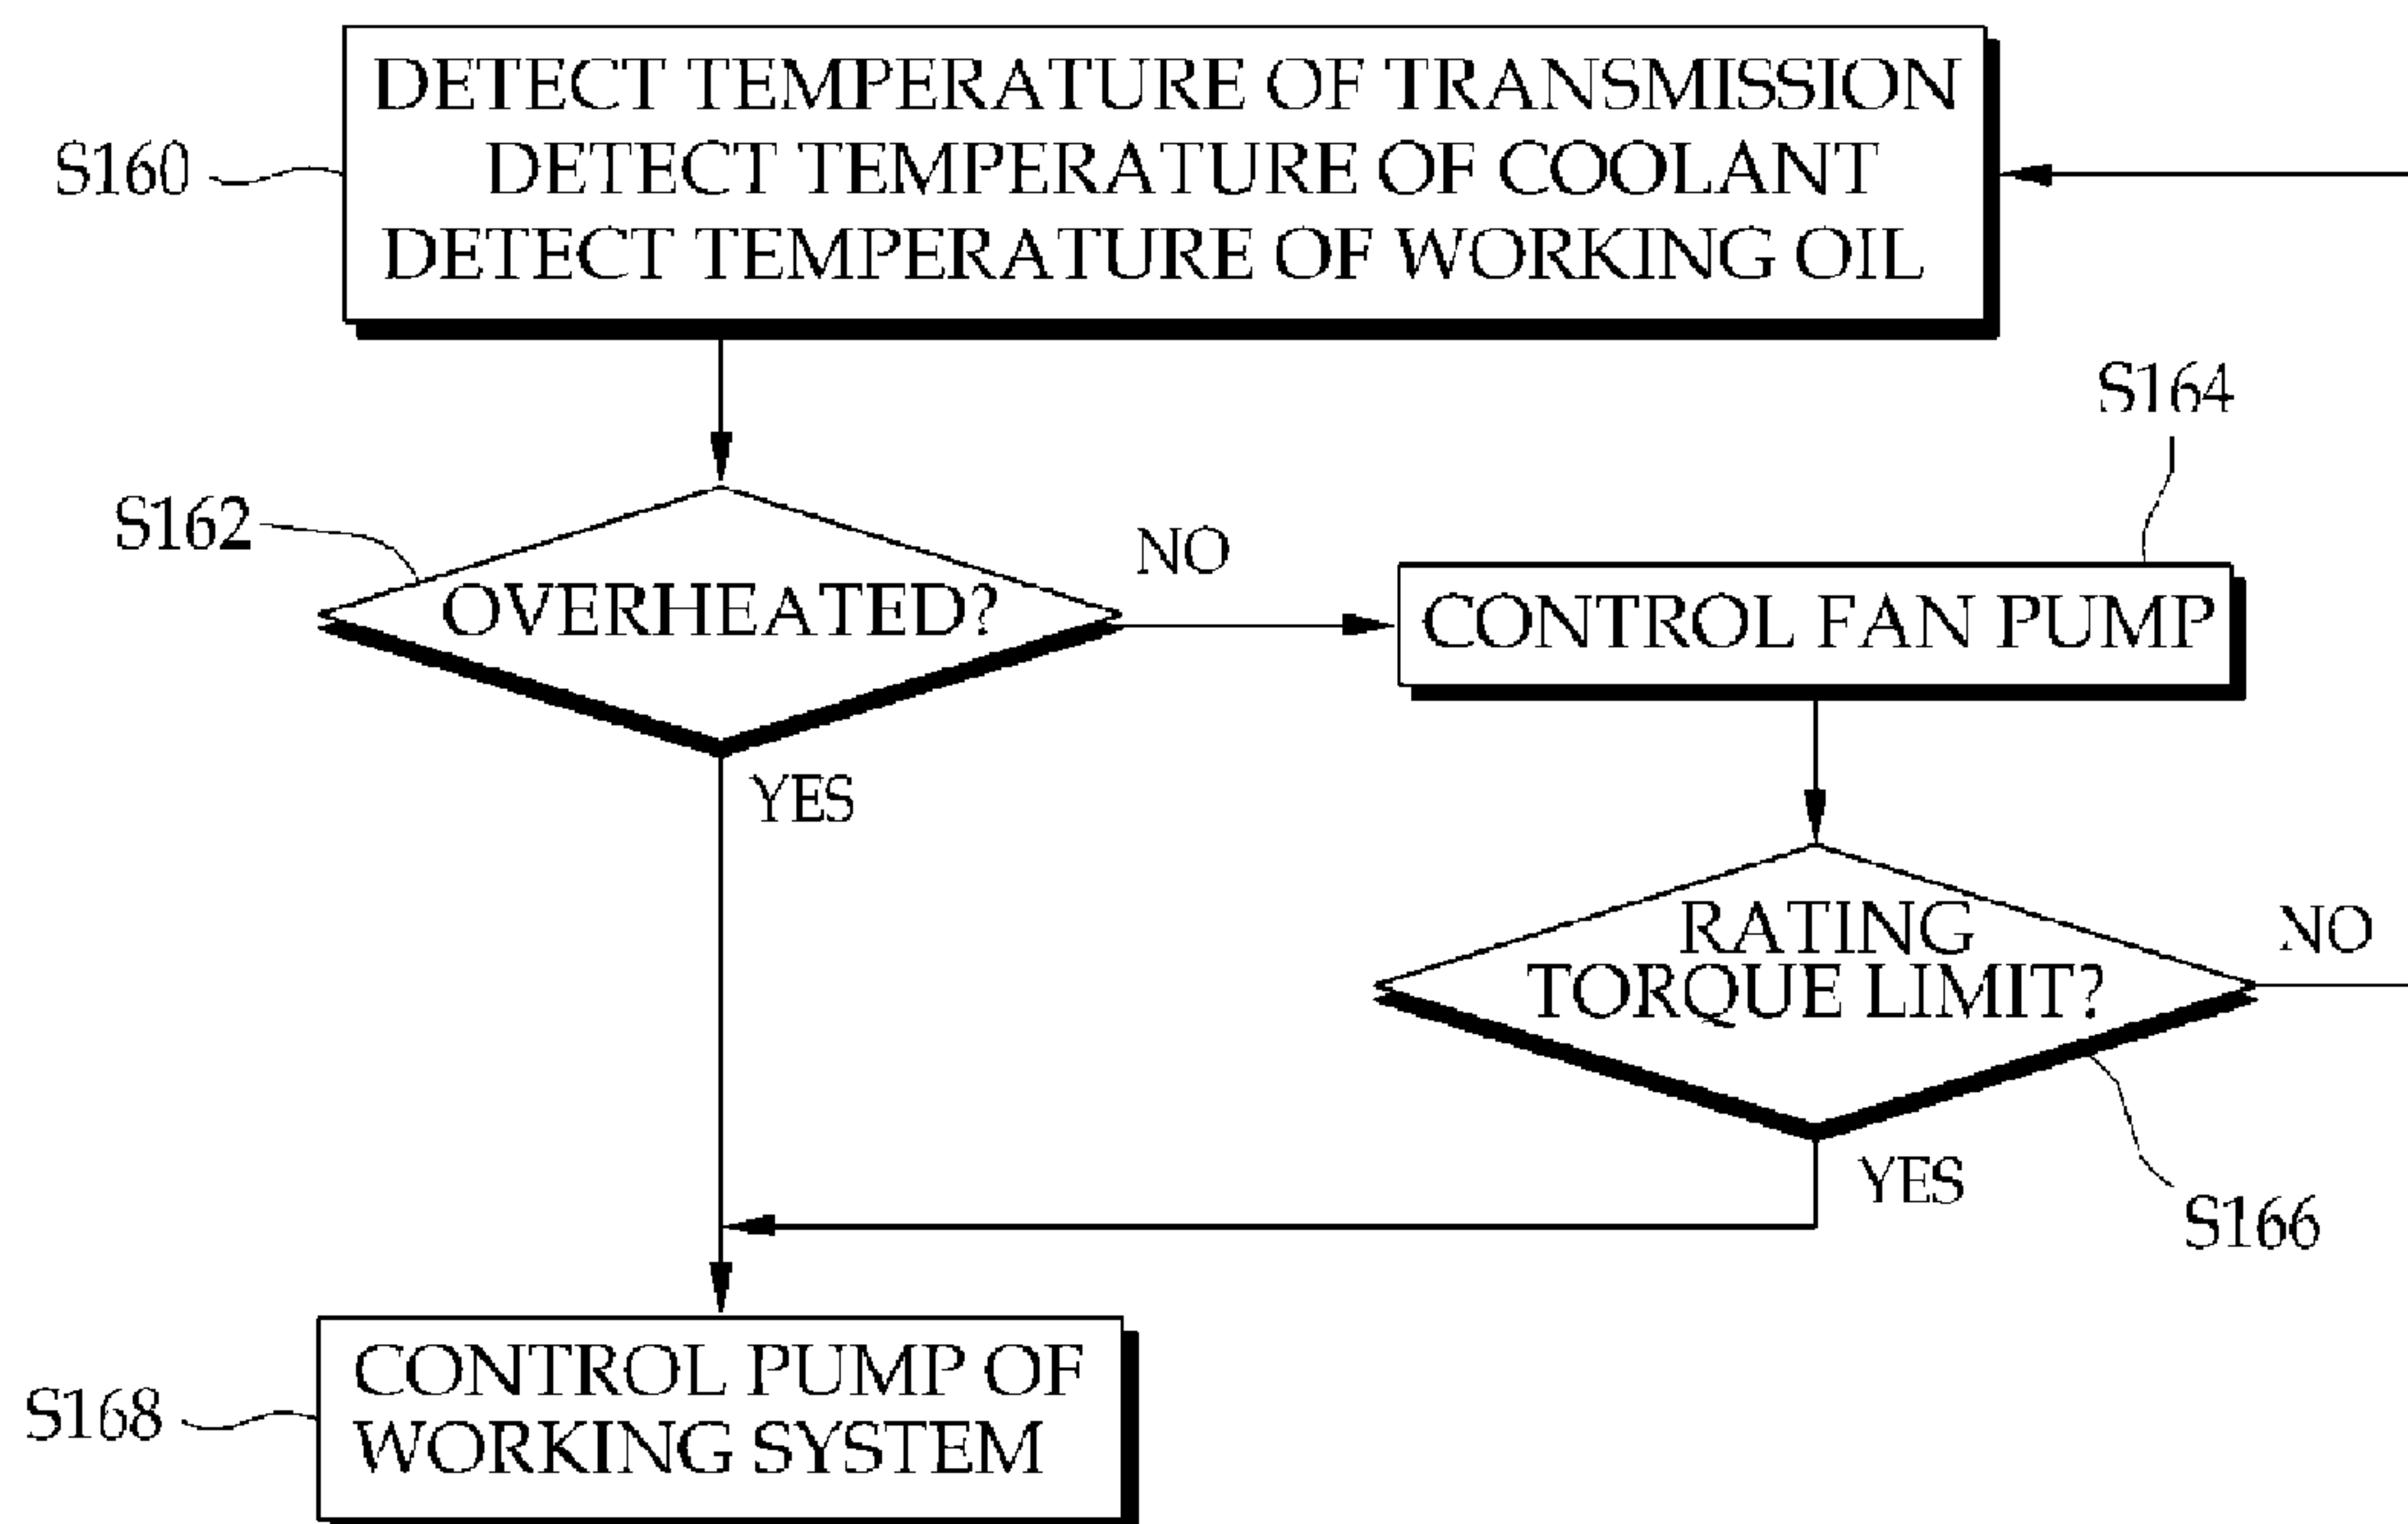 DETECT TEMPERATURE OF TRANSMISSION
DETECT TEMPERATURE OF COOLANT
DETECT TEMPERATURE OF WORKING OIL
S160
S164
S162
OVERHEATED?
NO
CONTROL FAN PUMP
YES
RATING
TORQUE LIMIT?
NO
YES
S166
CONTROL PUMP OF
WORKING SYSTEM
S168